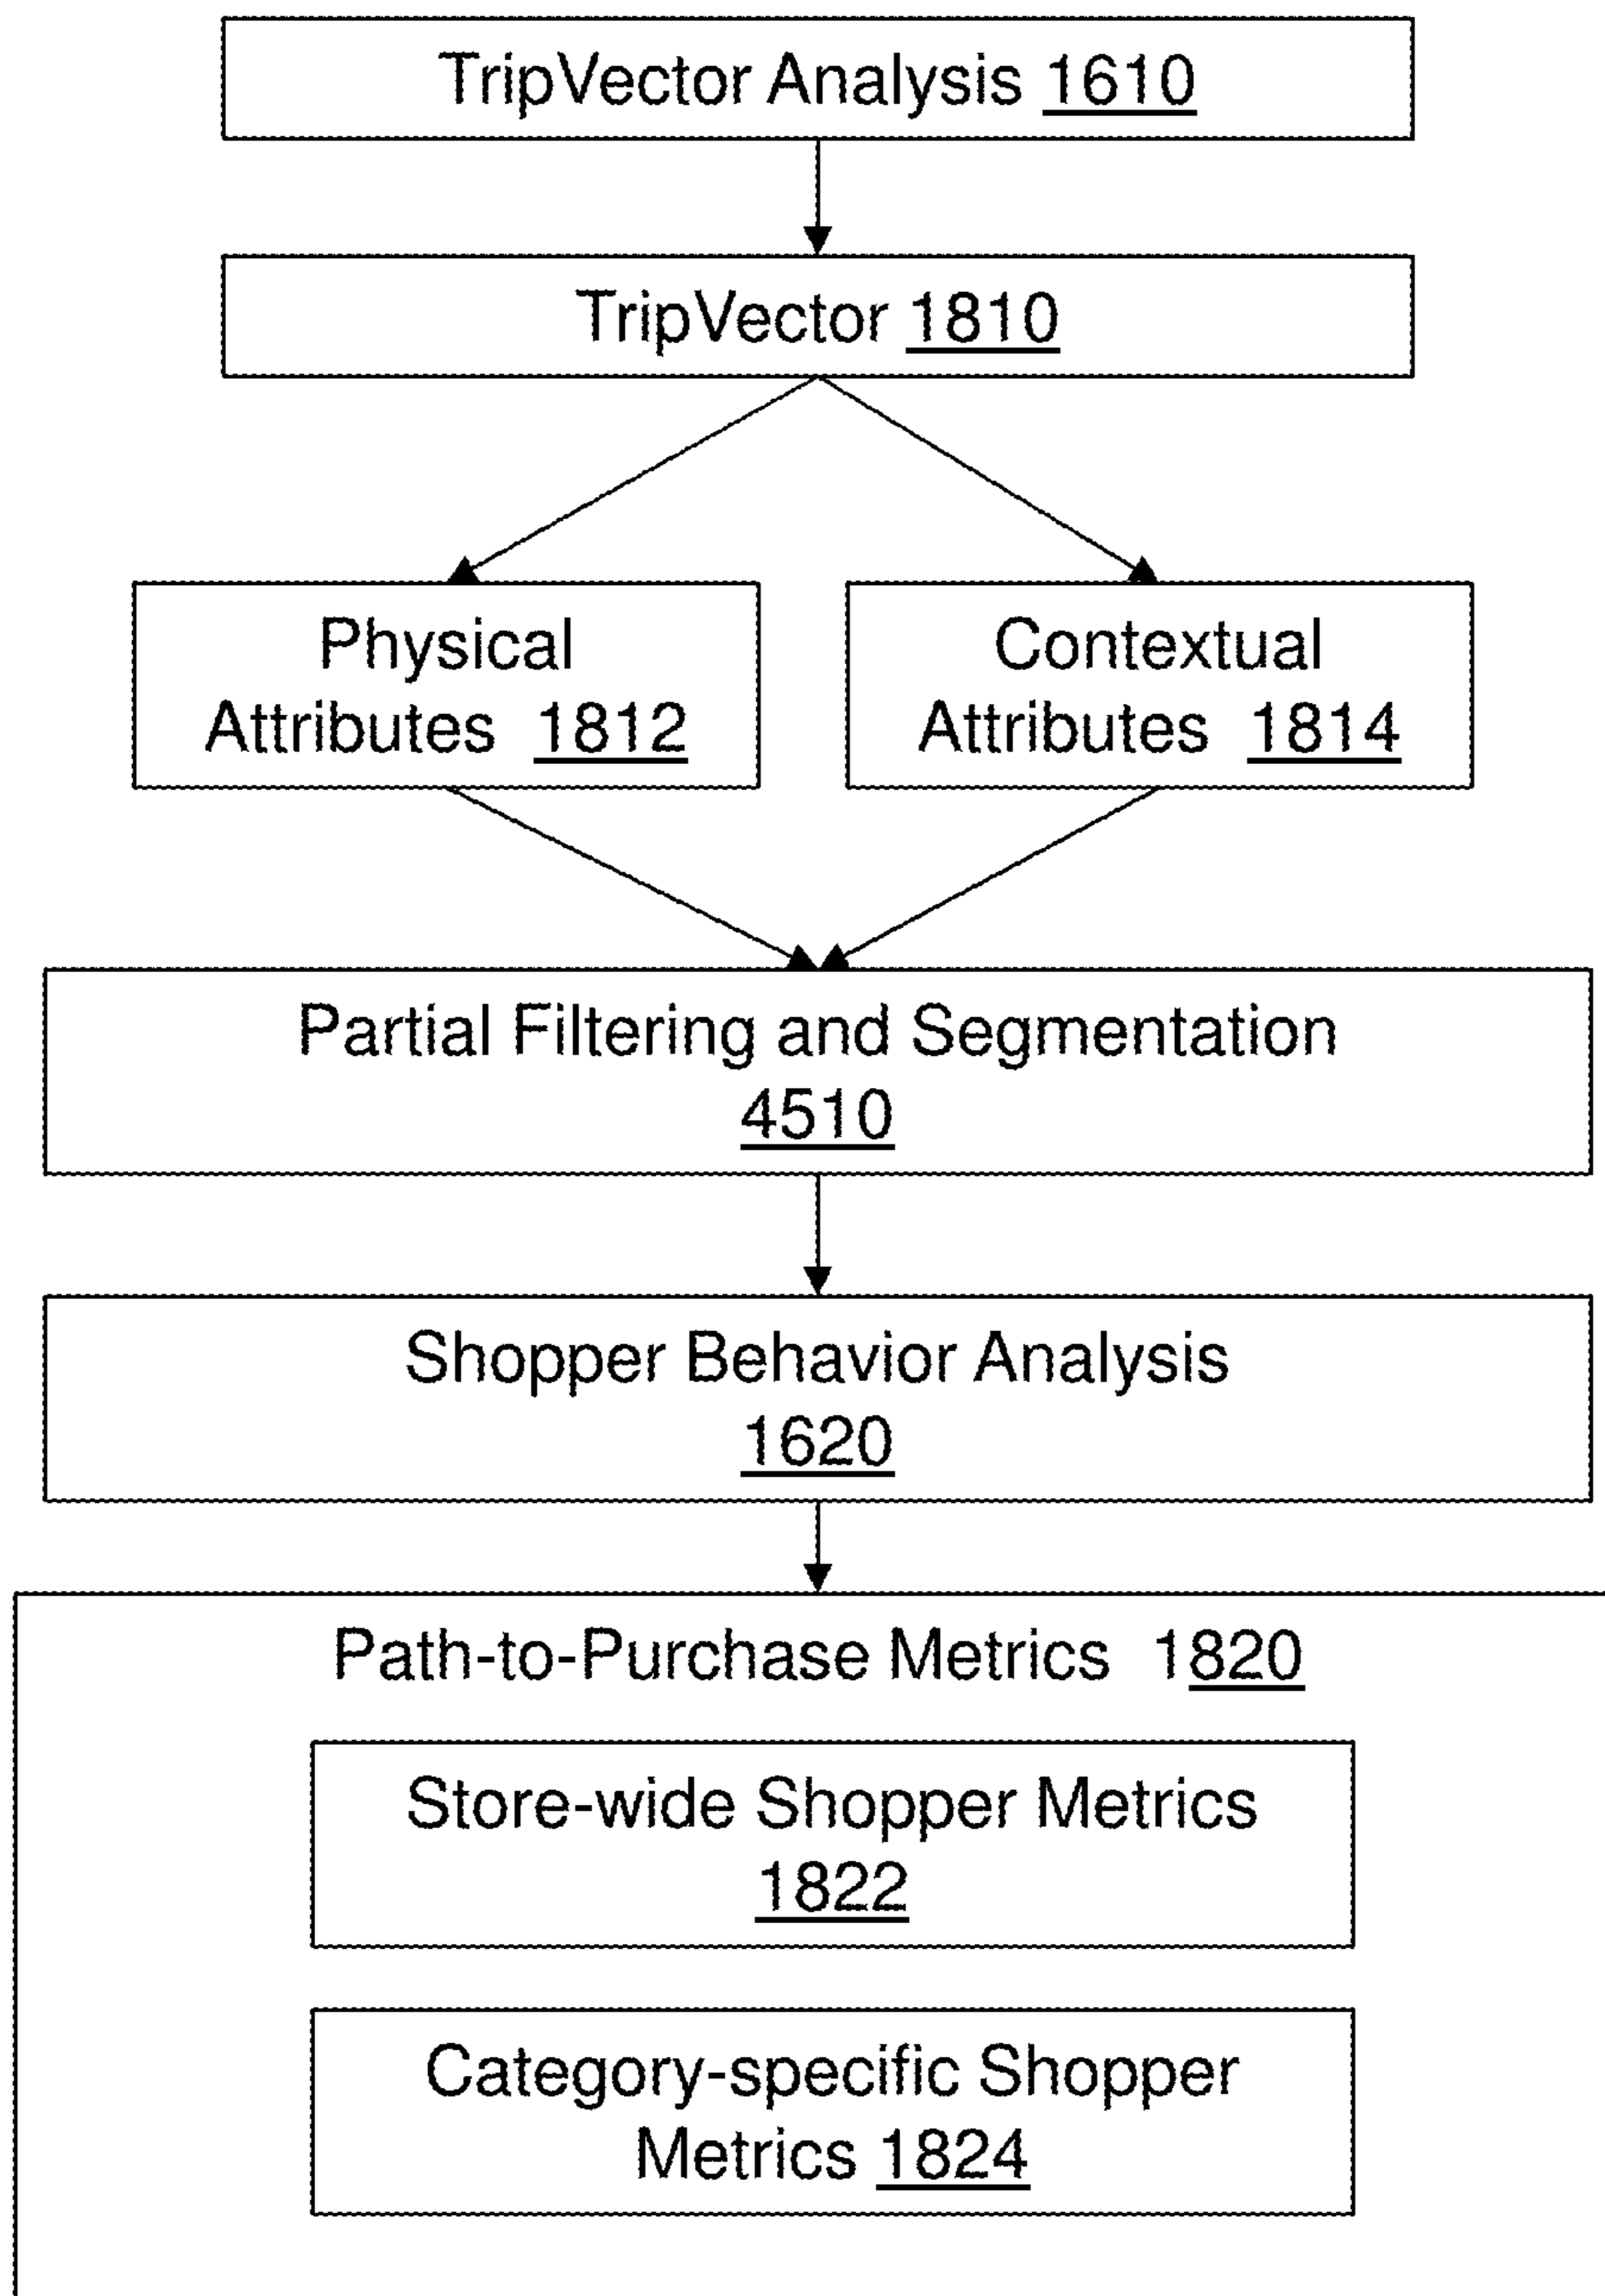 TripVector Analysis 1610
TripVector 1810
Physical
Attributes 1812
Contextual
Attributes 1814
Partial Filtering and Segmentation
4510
Shopper Behavior Analysis
1620
Path-to-Purchase Metrics 1820
Store-wide Shopper Metrics
1822
Category-specific Shopper
Metrics 1824